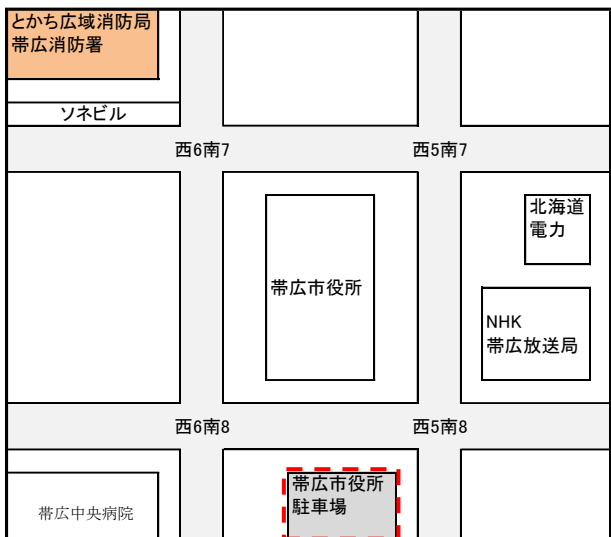 とかち広域消防局
帯広消防署
ソネビル
西6南7
西5南7
北海道
電力
帯広市役所
NHK
帯広放送局
西6南8
西5南8
帯広市役所
駐車場
帯広中央病院